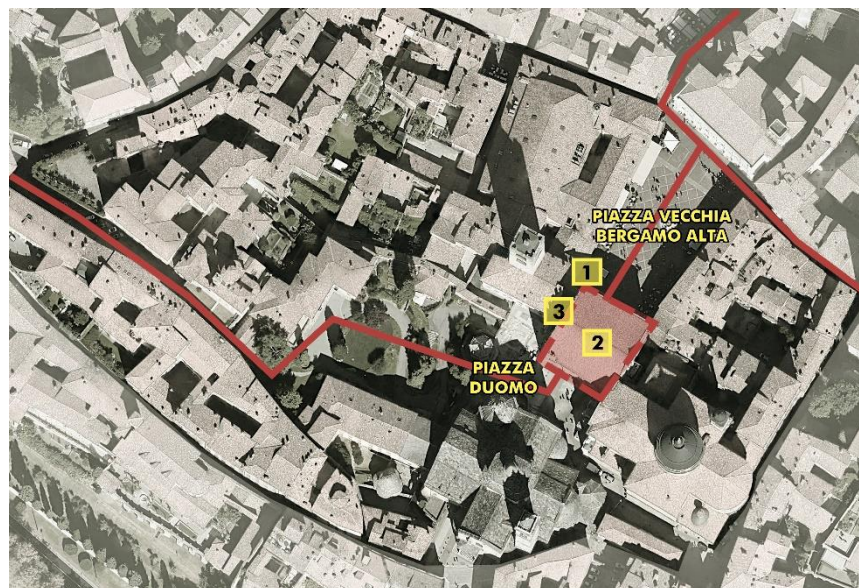 PIAZZA VECCHIA
BERGAMO ALTA
1
3
2
PIAZZA
DUOMO